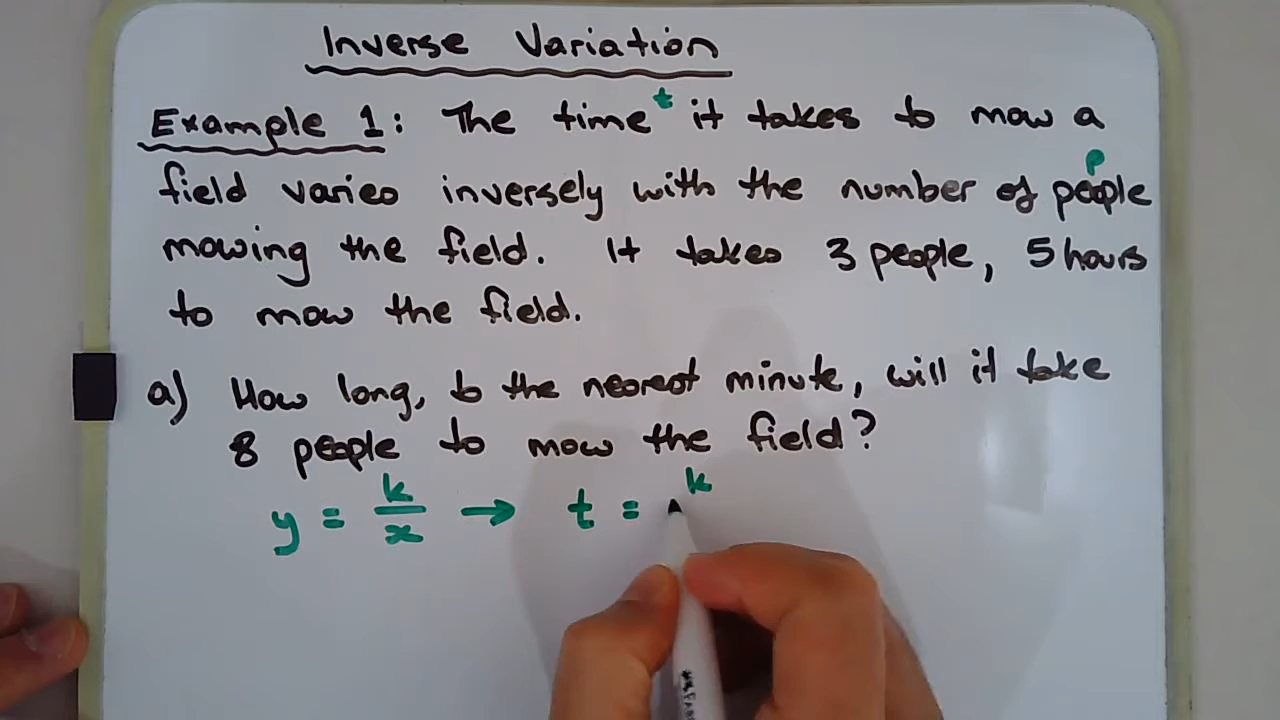 Inverse Variation
Example 1: The time t it takes to mow a
p
field varies inversely with the number of people
mowing the field. It takes 3 people, 5 hours
to mow the field.
a) How long, to the nearest minute, will it take
8 people to mow the field?
y = k/x → t = k